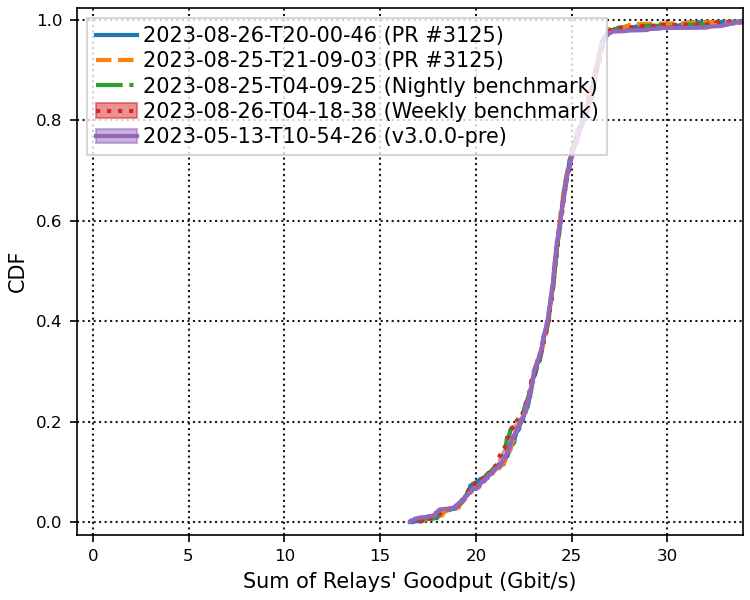 1.0
0.8
0.6
0.4
0.2
0.0
CDF
2023-08-26-T20-00-46 (PR #3125)
2023-08-25-T21-09-03 (PR #3125)
2023-08-25-T04-09-25 (Nightly benchmark)
2023-08-26-T04-18-38 (Weekly benchmark)
2023-05-13-T10-54-26 (v3.0.0-pre)
0 5 10 15 20 25 30
Sum of Relays' Goodput (Gbit/s)